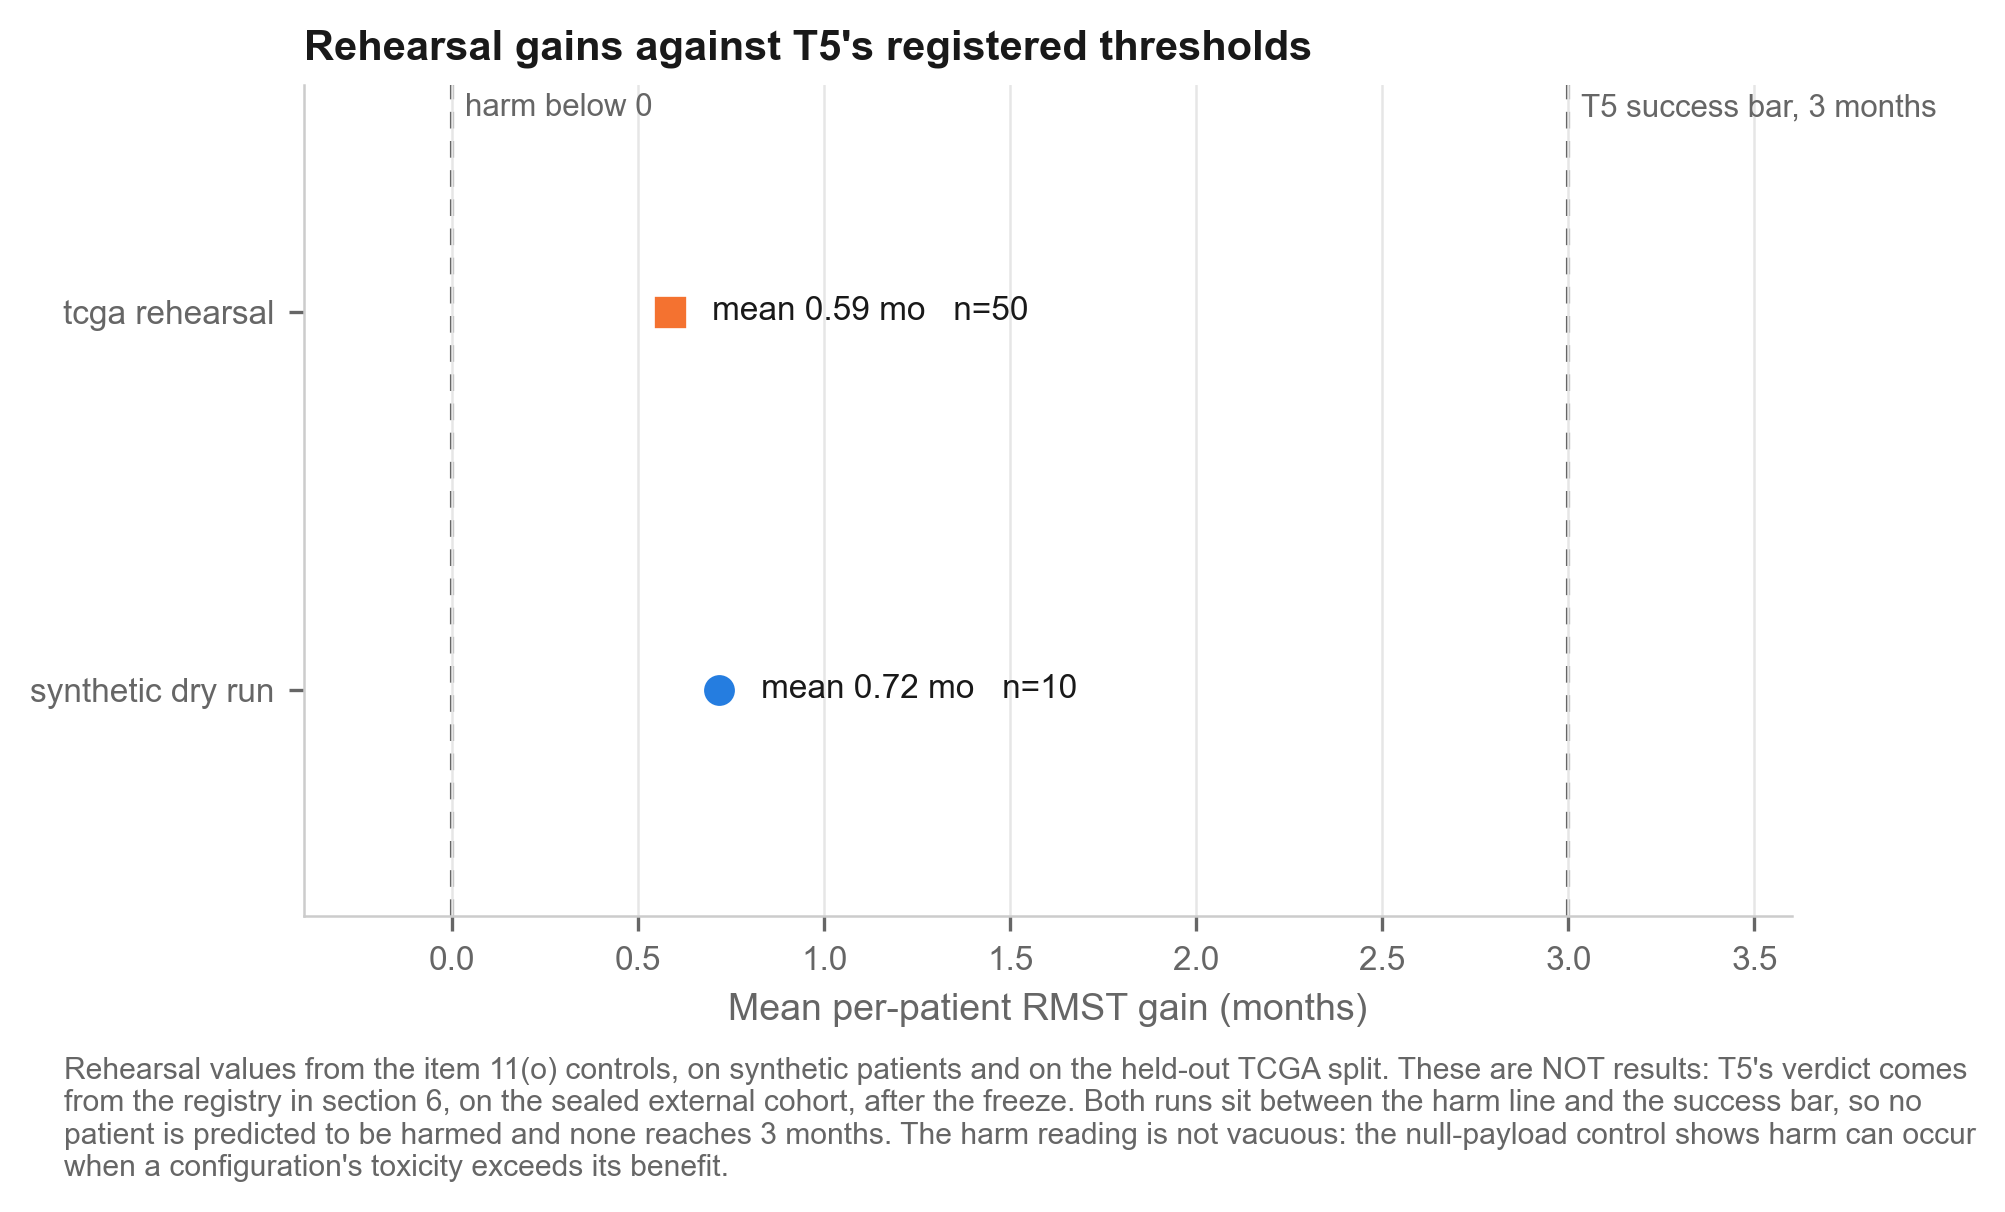 Rehearsal gains against T5's registered thresholds
harm below 0
T5 success bar, 3 months
tcga rehearsal
mean 0.59 mo n=50
synthetic dry run
mean 0.72 mo n=10
0.0 0.5 1.0 1.5 2.0 2.5 3.0 3.5
Mean per-patient RMST gain (months)
Rehearsal values from the item 11(o) controls, on synthetic patients and on the held-out TCGA split. These are NOT results: T5's verdict comes
from the registry in section 6, on the sealed external cohort, after the freeze. Both runs sit between the harm line and the success bar, so no
patient is predicted to be harmed and none reaches 3 months. The harm reading is not vacuous: the null-payload control shows harm can occur
when a configuration's toxicity exceeds its benefit.